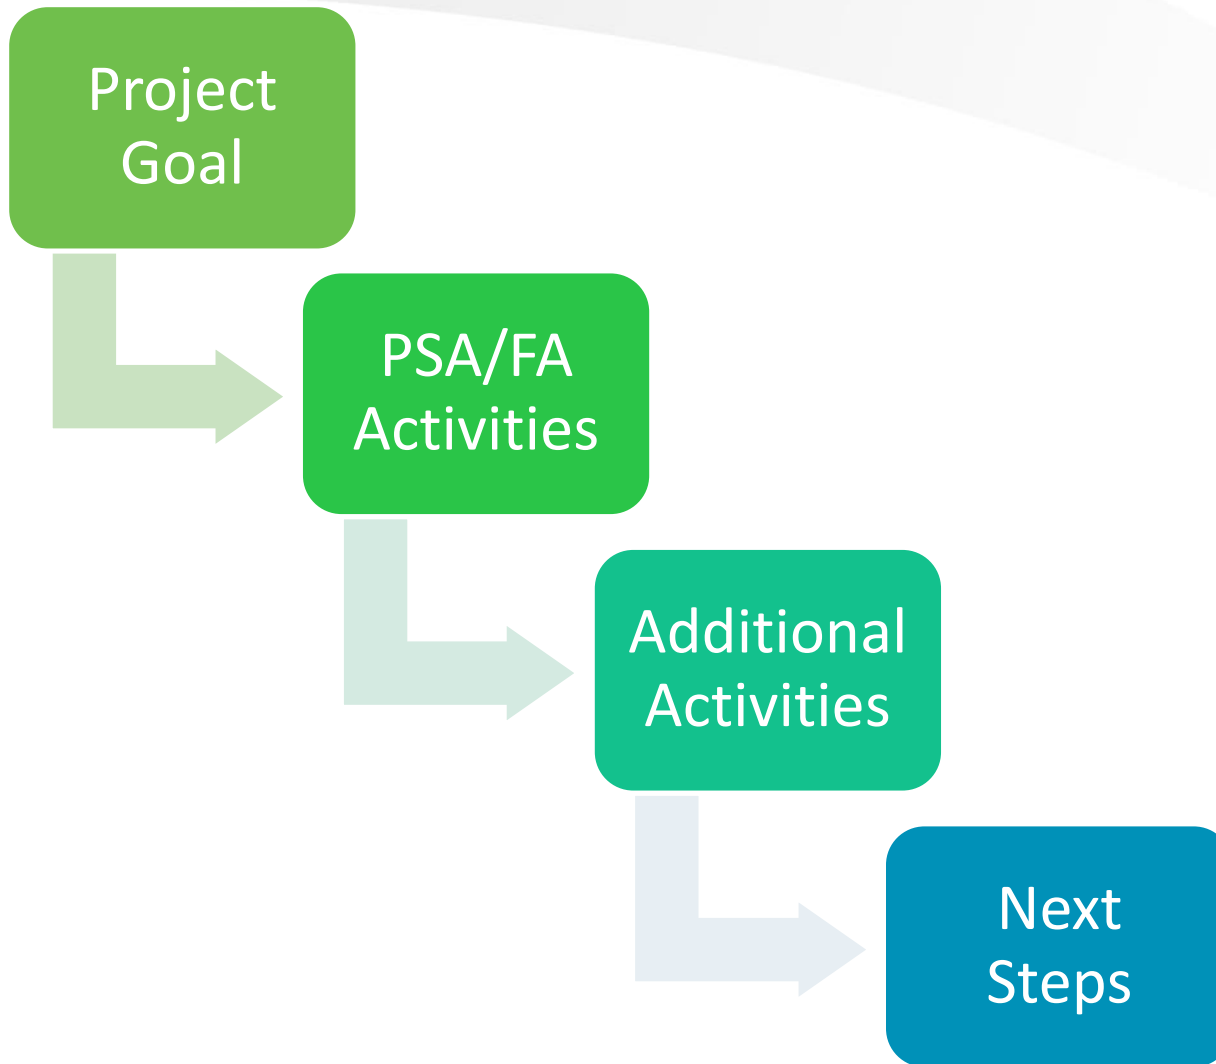 Project
Goal
PSA/FA
Activities
Additional
Activities
Next
Steps